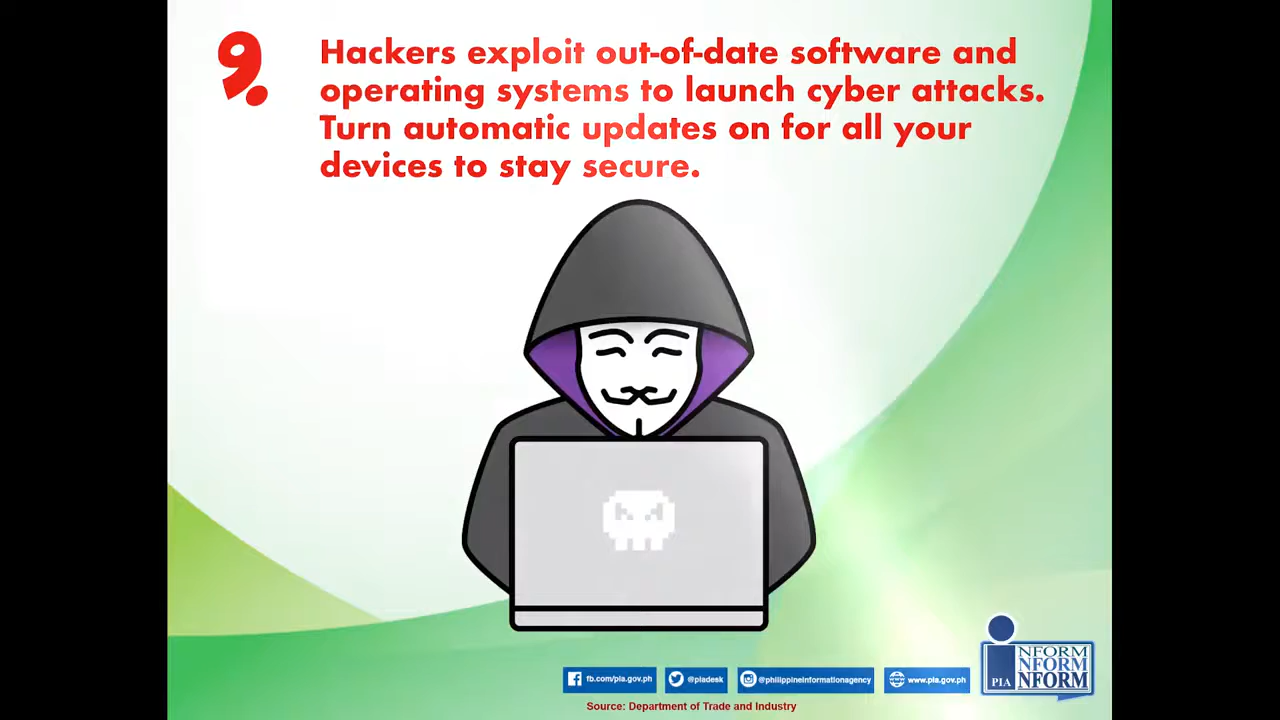 9.
Hackers exploit out-of-date software and
operating systems to launch cyber attacks.
Turn automatic updates on for all your
devices to stay secure.
fb.com/pia.gov.ph
@piadesk
@philippineinformationagency
www.pia.gov.ph
PIA
INFORM
NFORM
NFORM
Source: Department of Trade and Industry